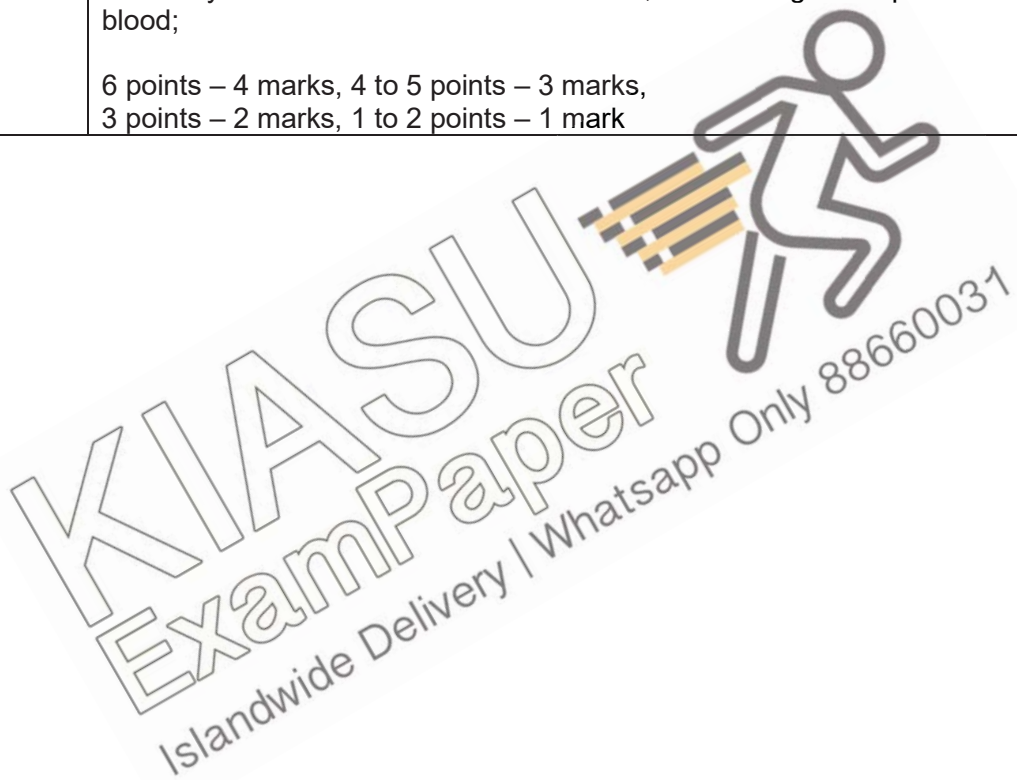 blood;
6 points – 4 marks, 4 to 5 points – 3 marks,
3 points – 2 marks, 1 to 2 points – 1 mark
KIASU
ExamPaper
Islandwide Delivery | Whatsapp Only 88660031